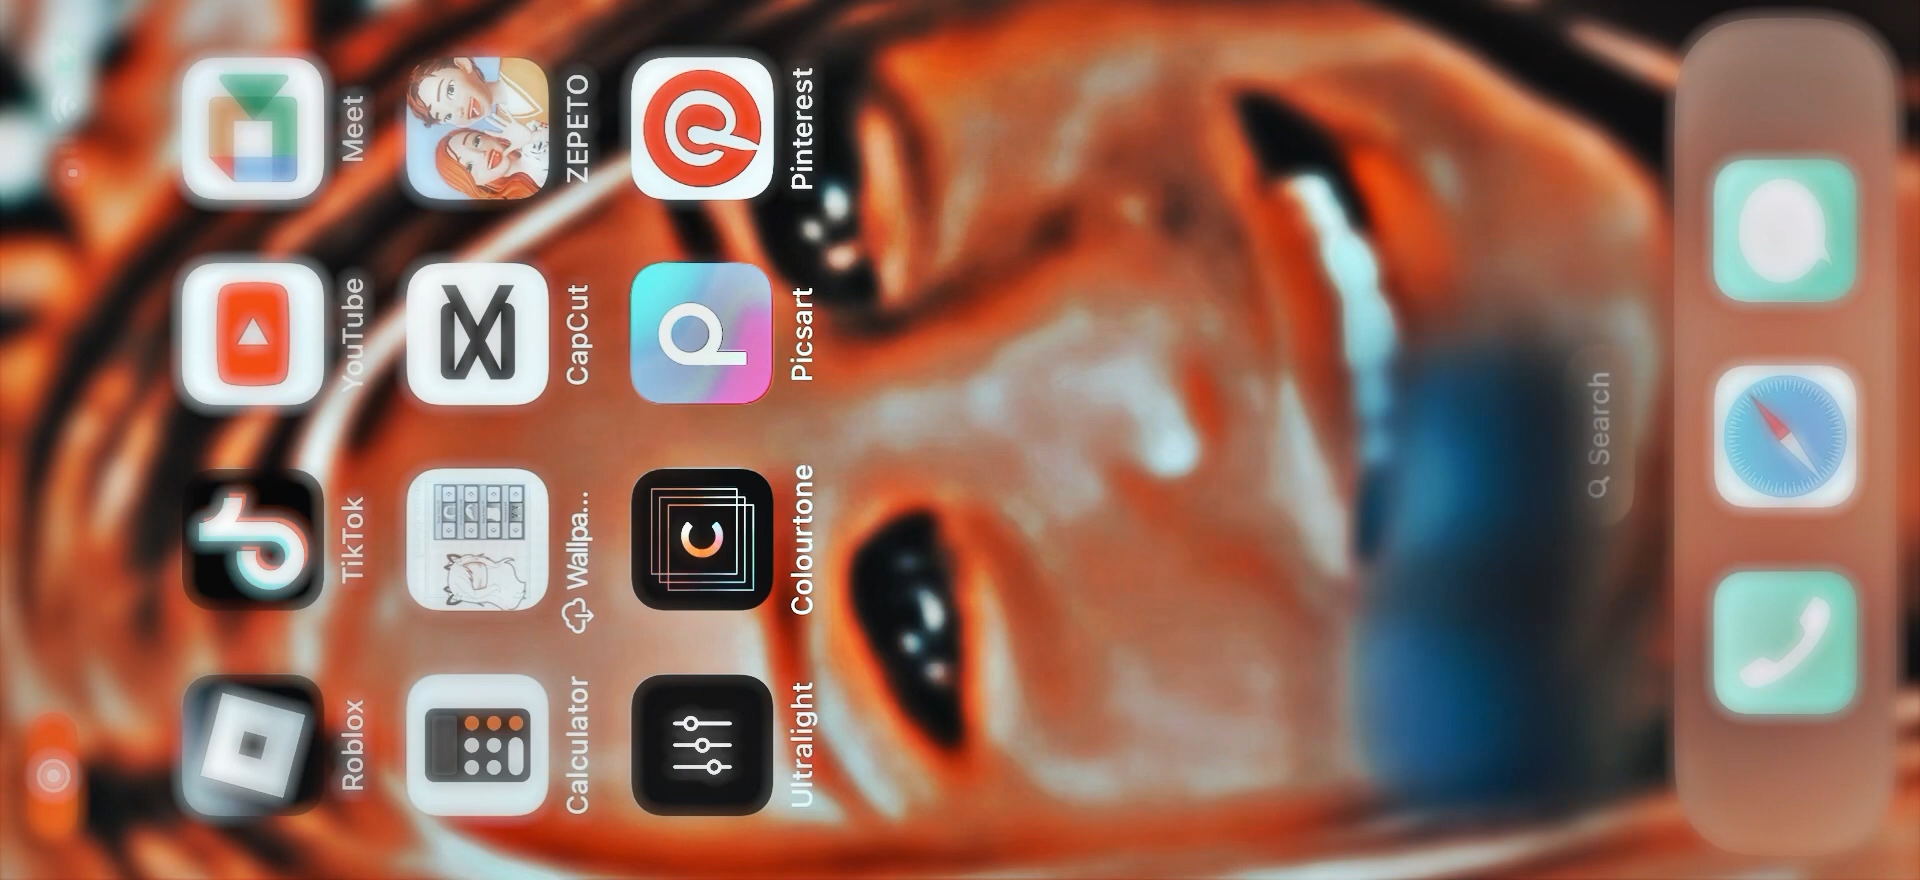 Roblox TikTok YouTube Meet
Calculator Wallpa... CapCut ZEPETO
Ultralight Colourtone Picsart Pinterest
Search